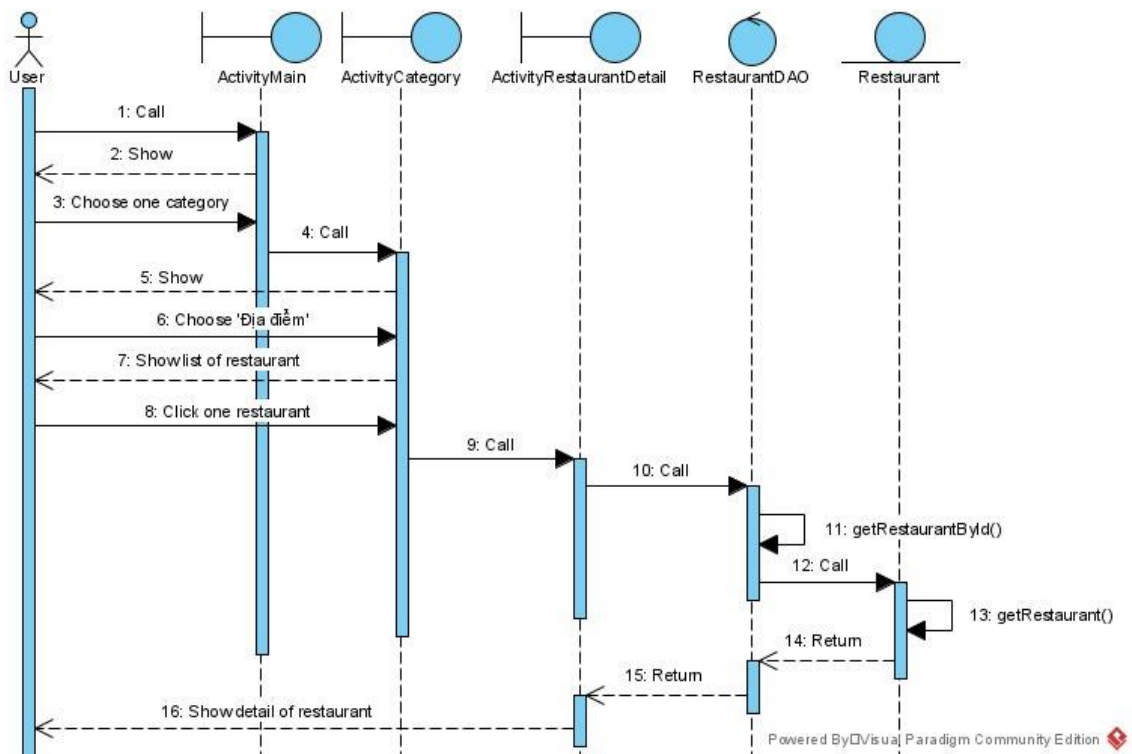 User
ActivityMain
ActivityCategory
ActivityRestaurantDetail
RestaurantDAO
Restaurant
1: Call
2: Show
3: Choose one category
4: Call
5: Show
6: Choose 'Địa điểm'
7: Show list of restaurant
8: Click one restaurant
9: Call
10: Call
11: getRestaurantById()
12: Call
13: getRestaurant()
14: Return
15: Return
16: Show detail of restaurant
Powered By□Visual Paradigm Community Edition